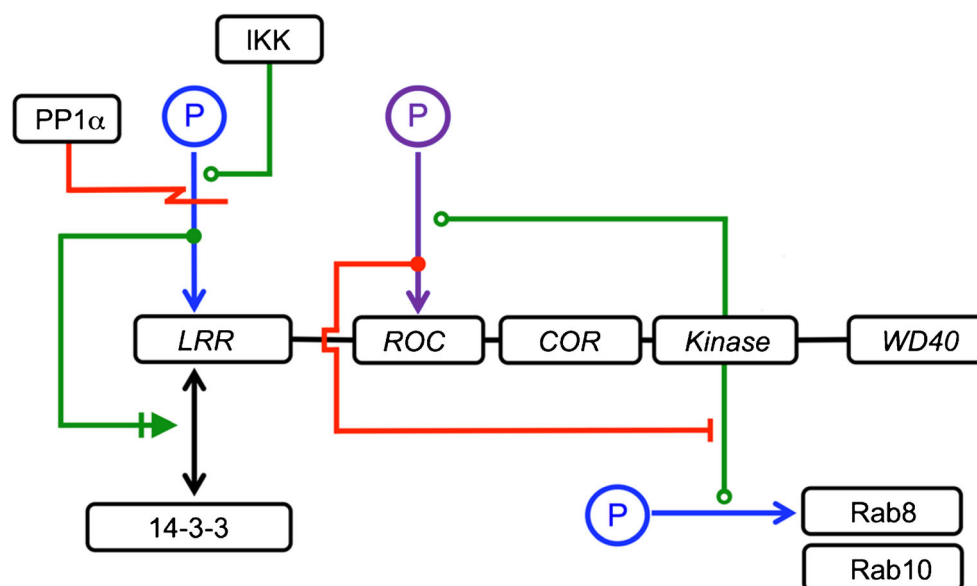 IKK
PP1α
P
P
LRR
ROC
COR
Kinase
WD40
14-3-3
P
Rab8
Rab10